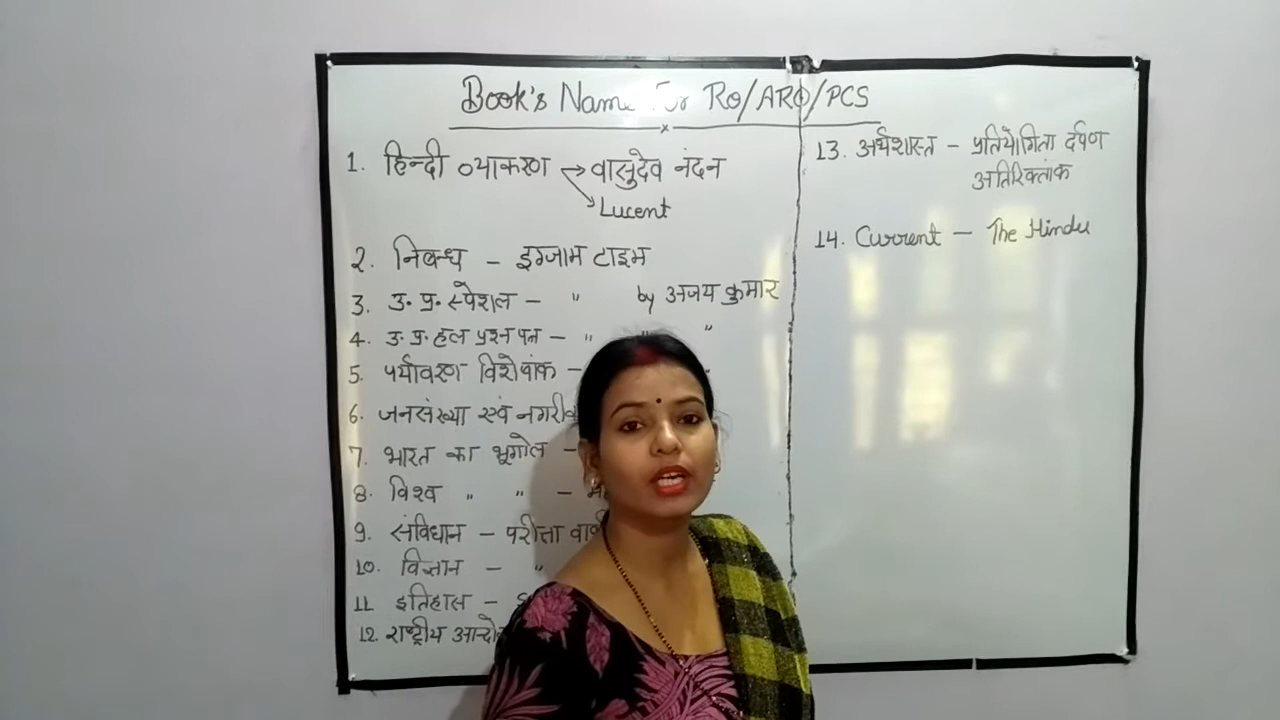 Book's Name For RO/ARO/PCS
1. हिन्दी व्याकरण → वासुदेव नंदन
→ Lucent
2. निबन्ध - इग्जाम टाइम
3. उ. प्र. स्पेशल - " by अजय कुमार
4. उ. प्र. हल प्रश्न पत्र - " " "
5. पर्यावरण विशेषांक -
6. जनसंख्या एवं
7. भारत का भूगोल -
8. विश्व " " -
9. संविधान - परीक्षा
10. विज्ञान - "
11 इतिहास -
12. राष्ट्रीय
13. अर्थशास्त - प्रतियोगिता दर्पण
अतिरिक्तांक
14. Current - The Hindu